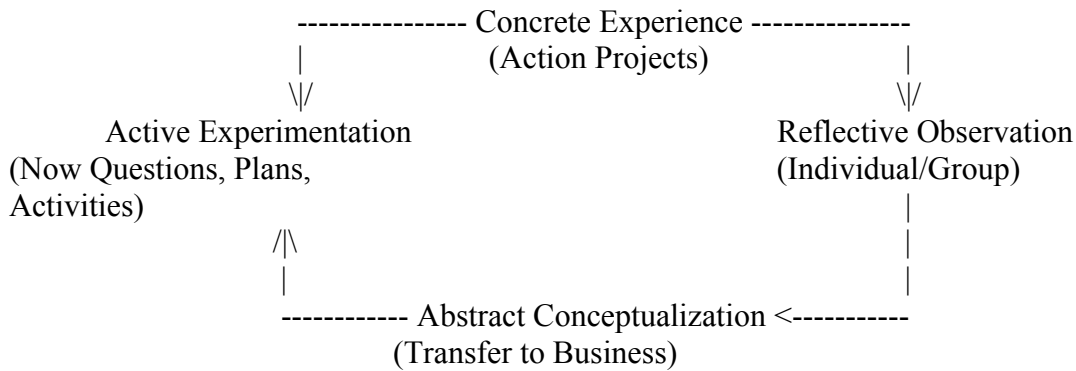 --------------- Concrete Experience ---------------
| (Action Projects) |
\|/ \|/
Active Experimentation Reflective Observation
(Now Questions, Plans, (Individual/Group)
Activities) |
/|\ |
| |
------------ Abstract Conceptualization <-----------
(Transfer to Business)